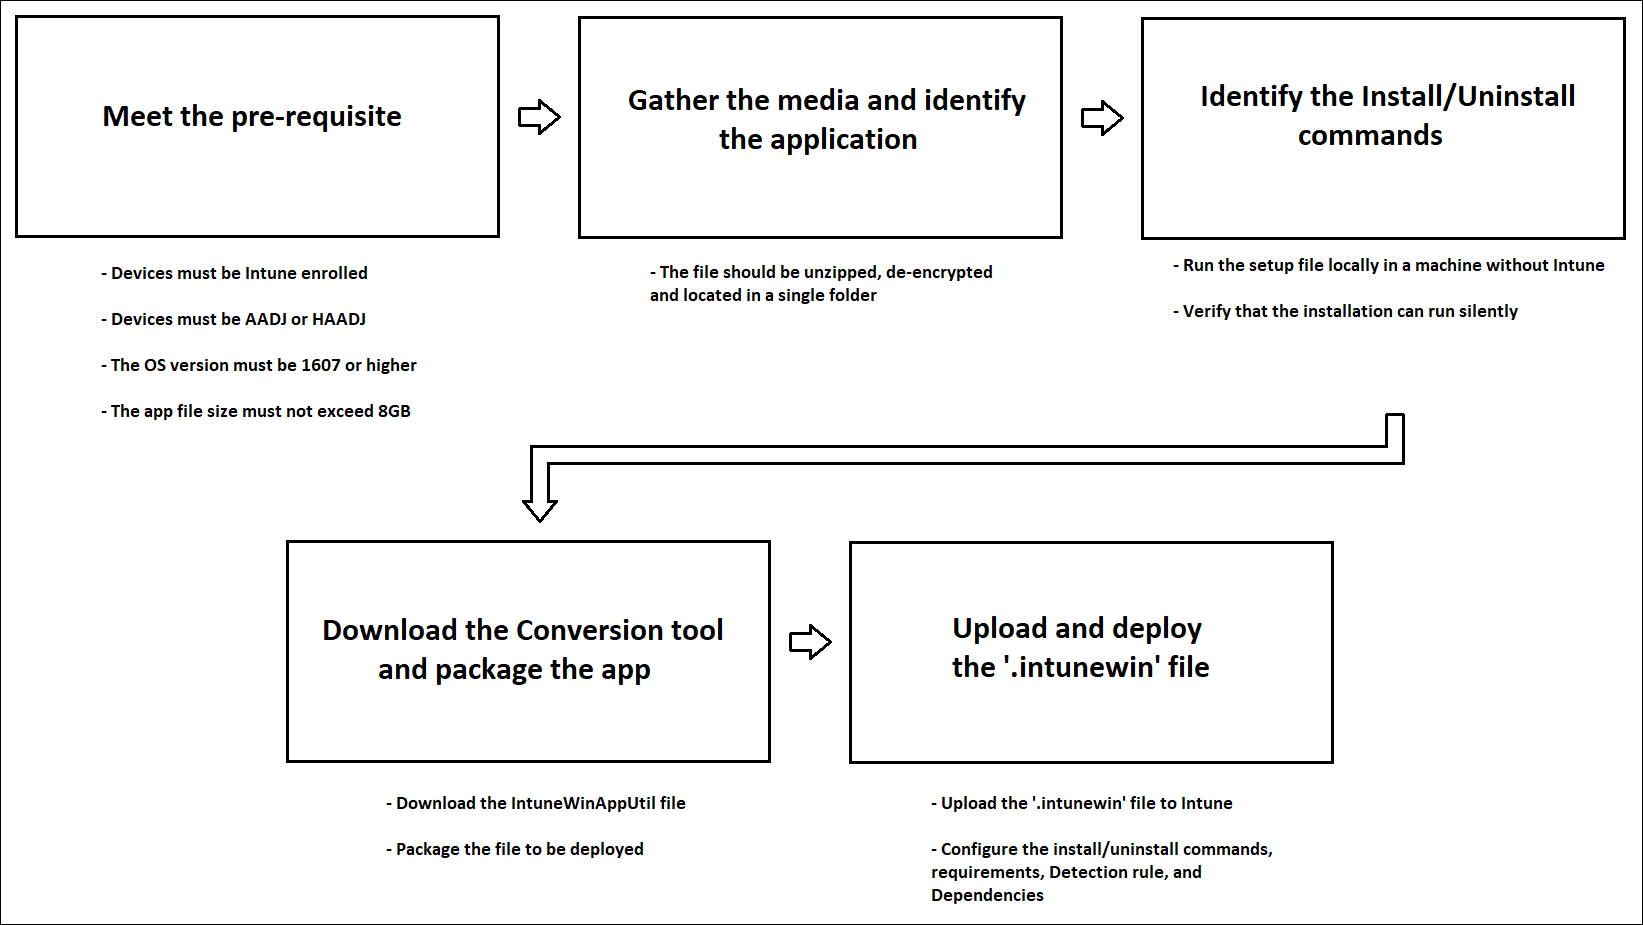 Meet the pre-requisite
- Devices must be Intune enrolled
- Devices must be AADJ or HAADJ
- The OS version must be 1607 or higher
- The app file size must not exceed 8GB
Gather the media and identify
the application
- The file should be unzipped, de-encrypted
and located in a single folder
Identify the Install/Uninstall
commands
- Run the setup file locally in a machine without Intune
- Verify that the installation can run silently
Download the Conversion tool
and package the app
- Download the IntuneWinAppUtil file
- Package the file to be deployed
Upload and deploy
the '.intunewin' file
- Upload the '.intunewin' file to Intune
- Configure the install/uninstall commands,
requirements, Detection rule, and
Dependencies